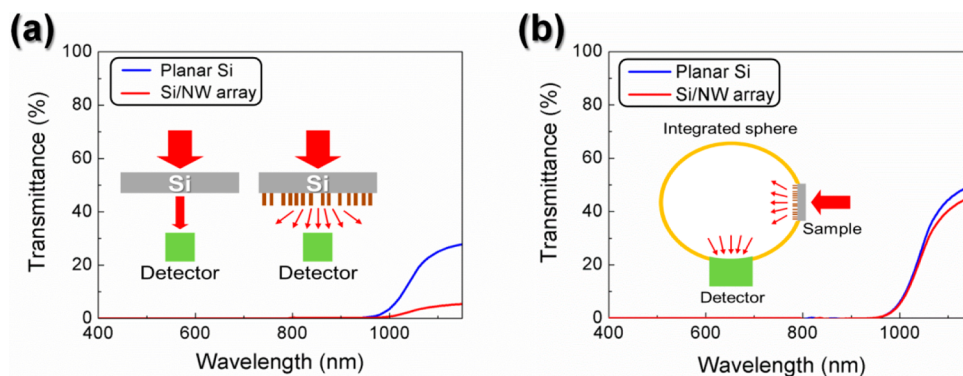 (a)
Transmittance (%)
100
80
60
40
20
0
Planar Si
Si/NW array
Si
Si
Detector
Detector
400
600
800
1000
Wavelength (nm)
(b)
Transmittance (%)
100
80
60
40
20
0
Planar Si
Si/NW array
Integrated sphere
Sample
Detector
400
600
800
1000
Wavelength (nm)